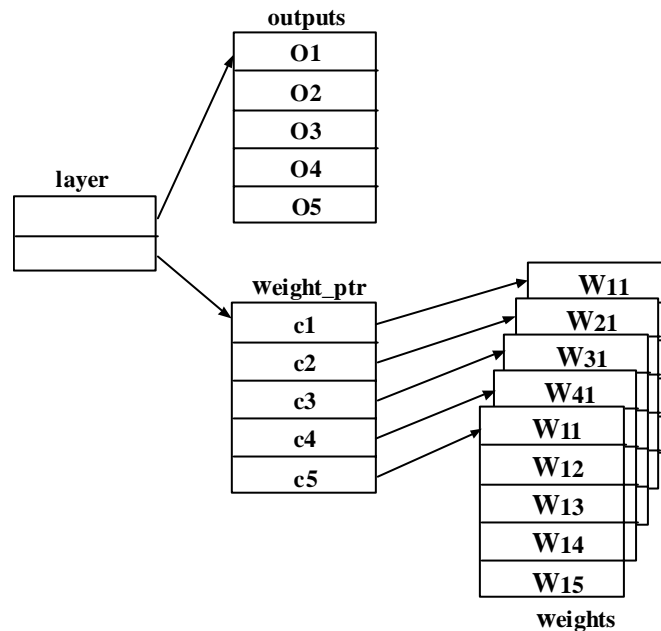 outputs
O1
O2
O3
O4
O5
layer
weight_ptr
c1
c2
c3
c4
c5
W11
W21
W31
W41
W11
W12
W13
W14
W15
weights